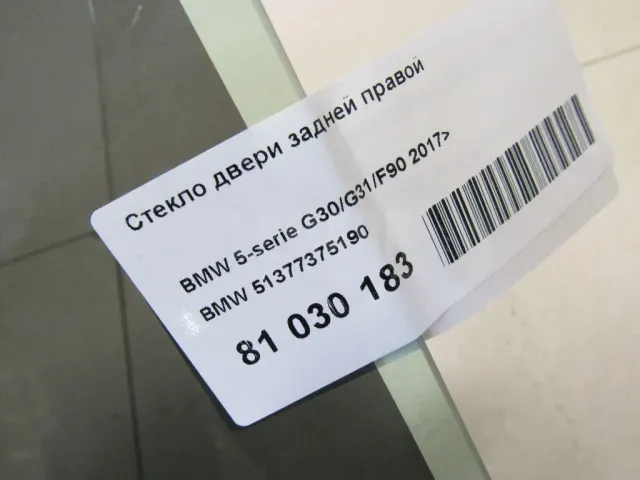 Стекло двери задней правой
BMW 5-serie G30/G31/F90 2017>
BMW 51377375190
81 030 183